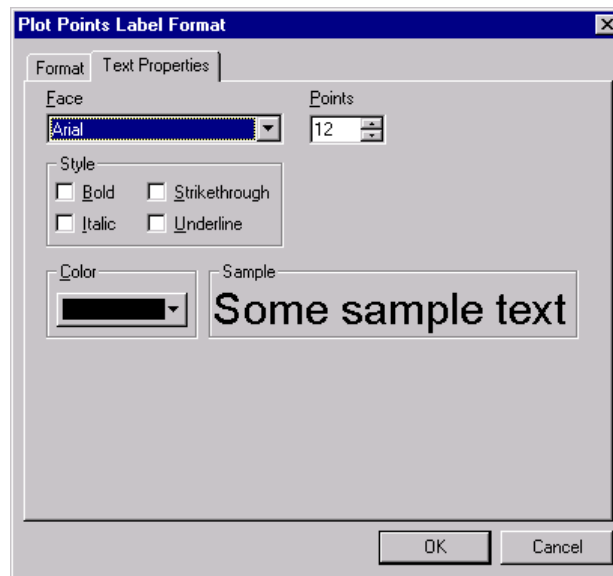 Plot Points Label Format
Format Text Properties
Face Points
Arial 12
Style
Bold Strikethrough
Italic Underline
Color Sample
Some sample text
OK Cancel